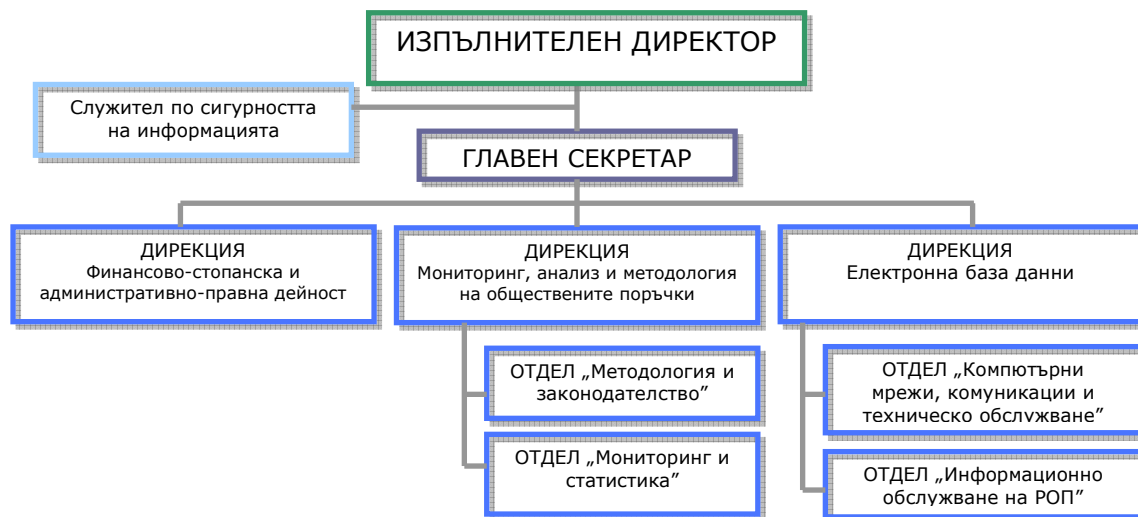 ИЗПЪЛНИТЕЛЕН ДИРЕКТОР
Служител по сигурността
на информацията
ГЛАВЕН СЕКРЕТАР
ДИРЕКЦИЯ
Финансово-стопанска и
административно-правна дейност
ДИРЕКЦИЯ
Мониторинг, анализ и методология
на обществените поръчки
ДИРЕКЦИЯ
Електронна база данни
ОТДЕЛ „Методология и
законодателство”
ОТДЕЛ „Мониторинг и
статистика”
ОТДЕЛ „Компютърни
мрежи, комуникации и
техническо обслужване”
ОТДЕЛ „Информационно
обслужване на РОП”